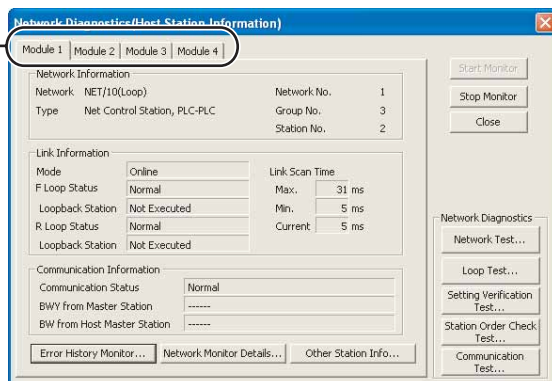 Network Diagnostics(Host Station Information)
Module 1 Module 2 Module 3 Module 4
Network Information
Network NET/10(Loop) Network No. 1
Type Net Control Station, PLC-PLC Group No. 3
Station No. 2
Link Information
Mode Online Link Scan Time
F Loop Status Normal Max. 31 ms
Loopback Station Not Executed Min. 5 ms
R Loop Status Normal Current 5 ms
Loopback Station Not Executed
Communication Information
Communication Status Normal
BWY from Master Station ------
BW from Host Master Station ------
Error History Monitor... Network Monitor Details... Other Station Info...
Start Monitor
Stop Monitor
Close
Network Diagnostics
Network Test...
Loop Test...
Setting Verification
Test...
Station Order Check
Test...
Communication
Test...